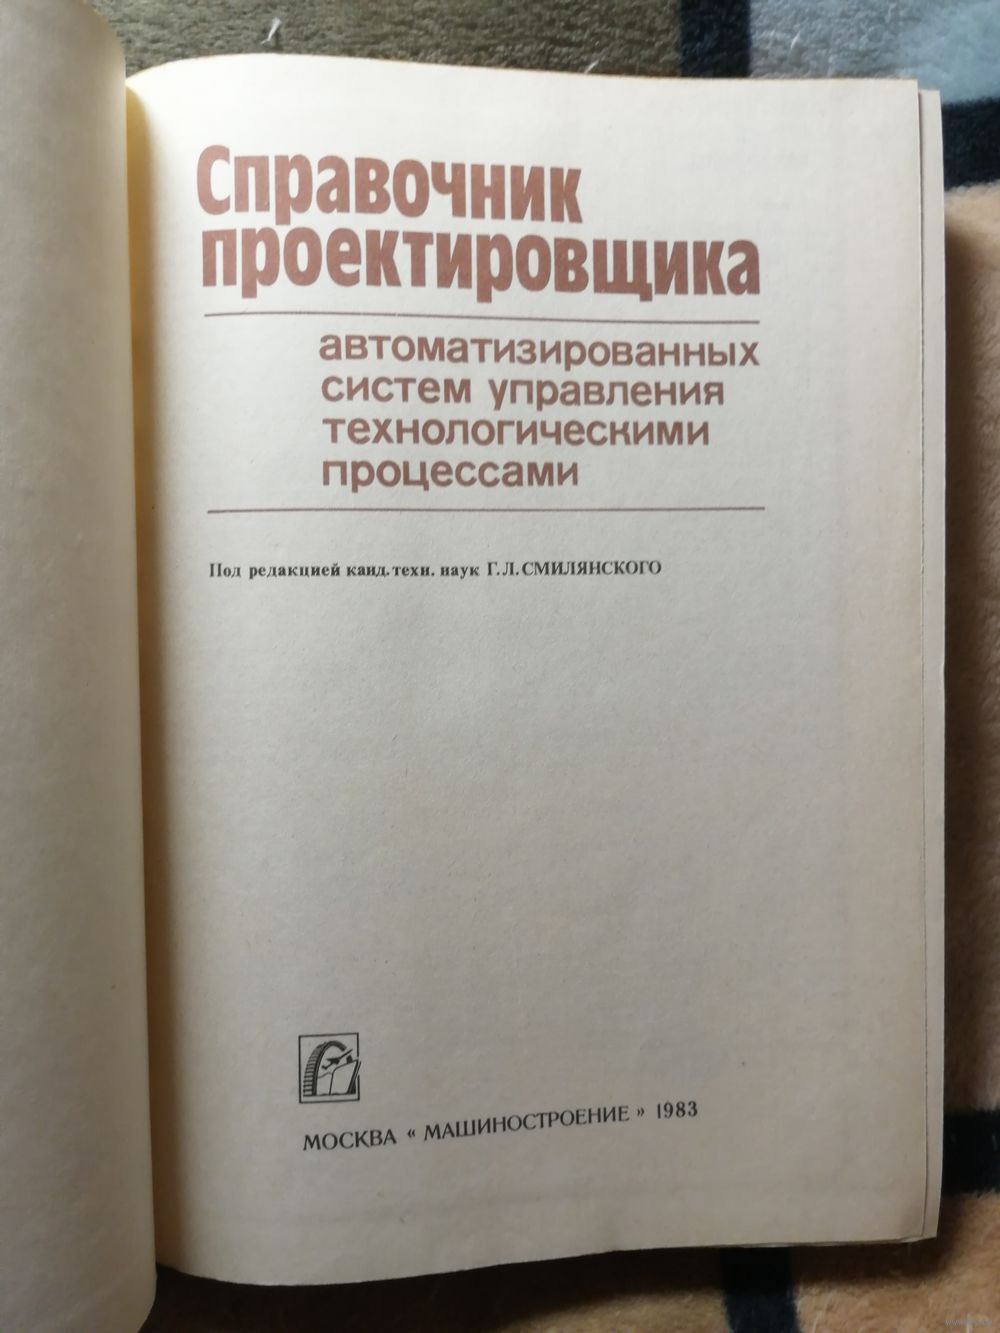 Справочник
проектировщика
автоматизированных
систем управления
технологическими
процессами
Под редакцией канд. техн. наук Г. Л. СМИЛЯНСКОГО
МОСКВА « МАШИНОСТРОЕНИЕ » 1983